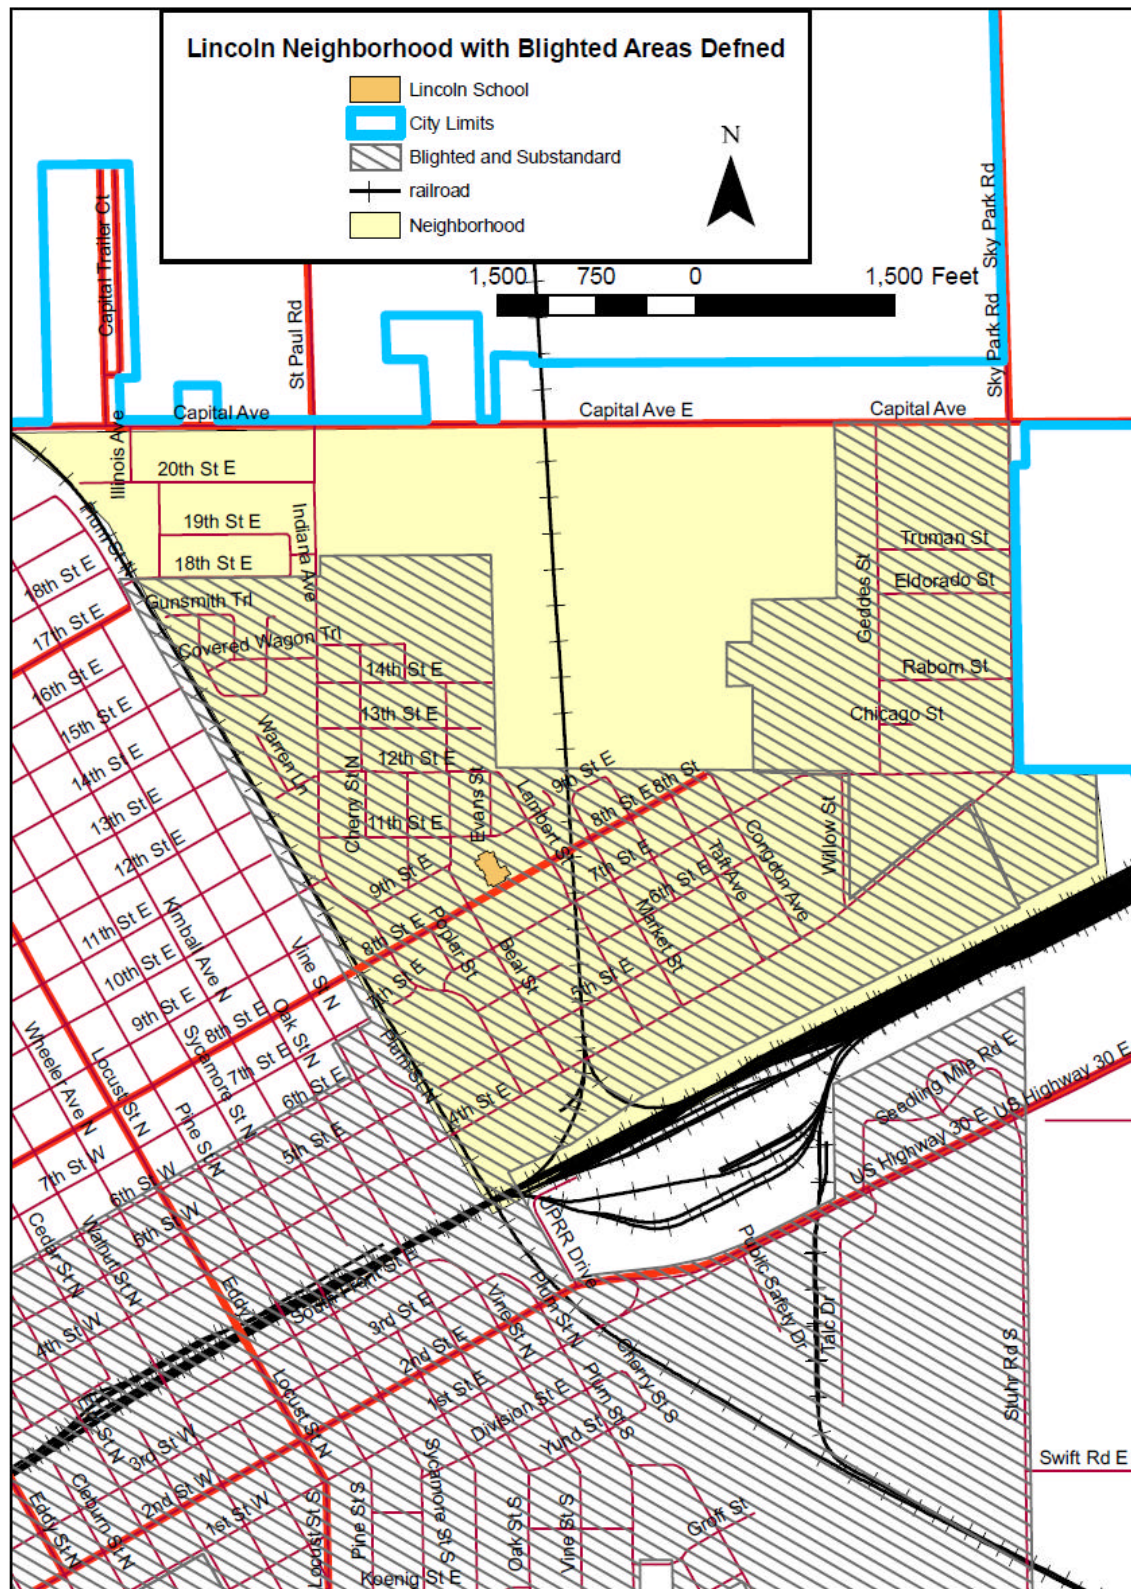 Lincoln Neighborhood with Blighted Areas Defned
Lincoln School
City Limits
Blighted and Substandard
railroad
Neighborhood
N
1,500 750 0 1,500 Feet
Capital Trailer Ct
St Paul Rd
Sky Park Rd
Sky Park Rd
Capital Ave
Capital Ave E
Capital Ave
Illinois Ave
20th St E
19th St E
18th St E
Indiana Ave
Plum St N
18th St E
17th St E
16th St E
15th St E
14th St E
13th St E
12th St E
11th St E
10th St E
9th St E
8th St E
7th St E
6th St E
5th St E
Gunsmith Trl
Covered Wagon Trl
14th St E
13th St E
12th St E
11th St E
9th St E
8th St E
7th St E
Warren Ln
Cherry St N
Evans St
Lambert St
9th St E
8th St E
8th St
7th St E
6th St E
5th St E
4th St E
Taft Ave
Congdon Ave
Willow St
Market St
Poplar St
Beal St
Plum St N
Geddes St
Truman St
Eldorado St
Raborn St
Chicago St
Kimball Ave N
Vine St N
Oak St N
Sycamore St N
Pine St N
Locust St N
Wheeler Ave N
7th St W
6th St W
5th St W
4th St W
Cedar St N
Walnut St N
Eddy
South Front St
3rd St E
2nd St E
1st St E
Division St E
Yund St
Vine St N
Plum St N
Plum St S
Cherry St S
UPRR Drive
Public Safety Dr
Talc Dr
Seedling Mile Rd E
US Highway 30 E
US Highway 30 E
Stuhr Rd S
Swift Rd E
Locust St N
St N
3rd St W
2nd St W
1st St W
Cleburn St N
Eddy St N
Locust St S
Pine St S
Sycamore St S
Oak St S
Vine St S
Groff St
Koenig St E